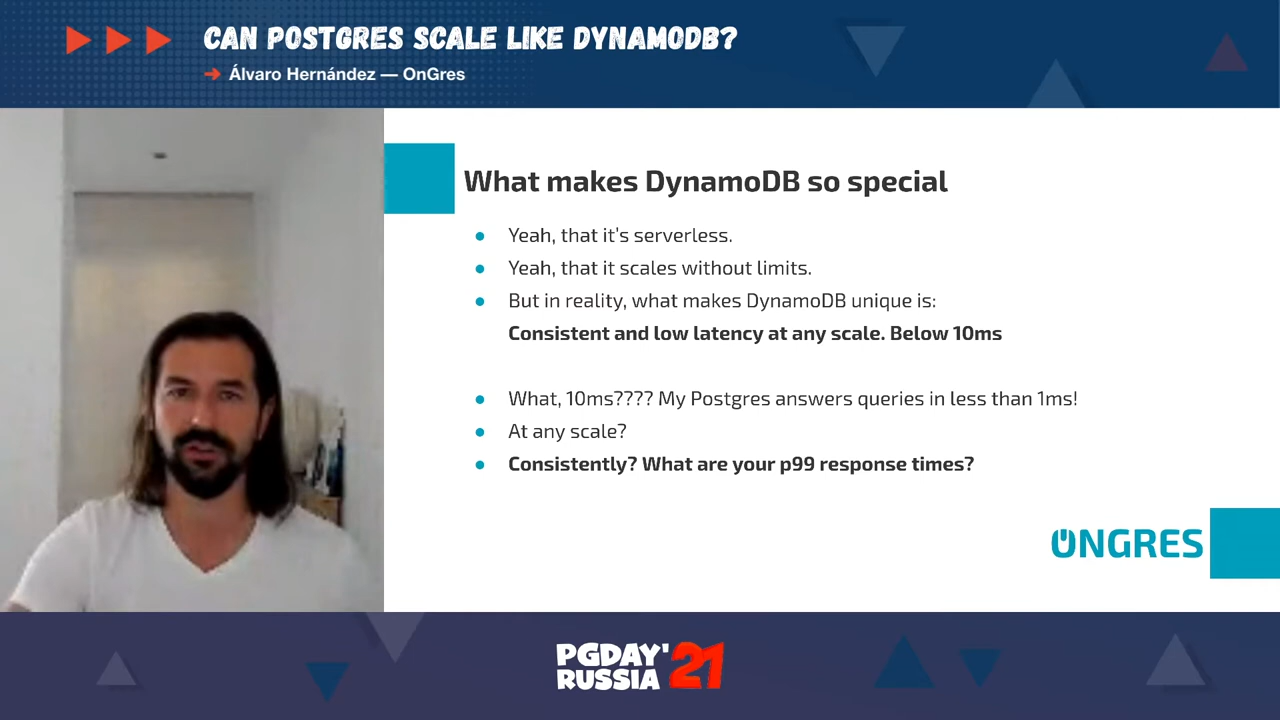 CAN POSTGRES SCALE LIKE DYNAMODB?
Álvaro Hernández — OnGres
What makes DynamoDB so special
Yeah, that it's serverless.
Yeah, that it scales without limits.
But in reality, what makes DynamoDB unique is:
Consistent and low latency at any scale. Below 10ms
What, 10ms???? My Postgres answers queries in less than 1ms!
At any scale?
Consistently? What are your p99 response times?
ONGRES
PGDAY'21
RUSSIA